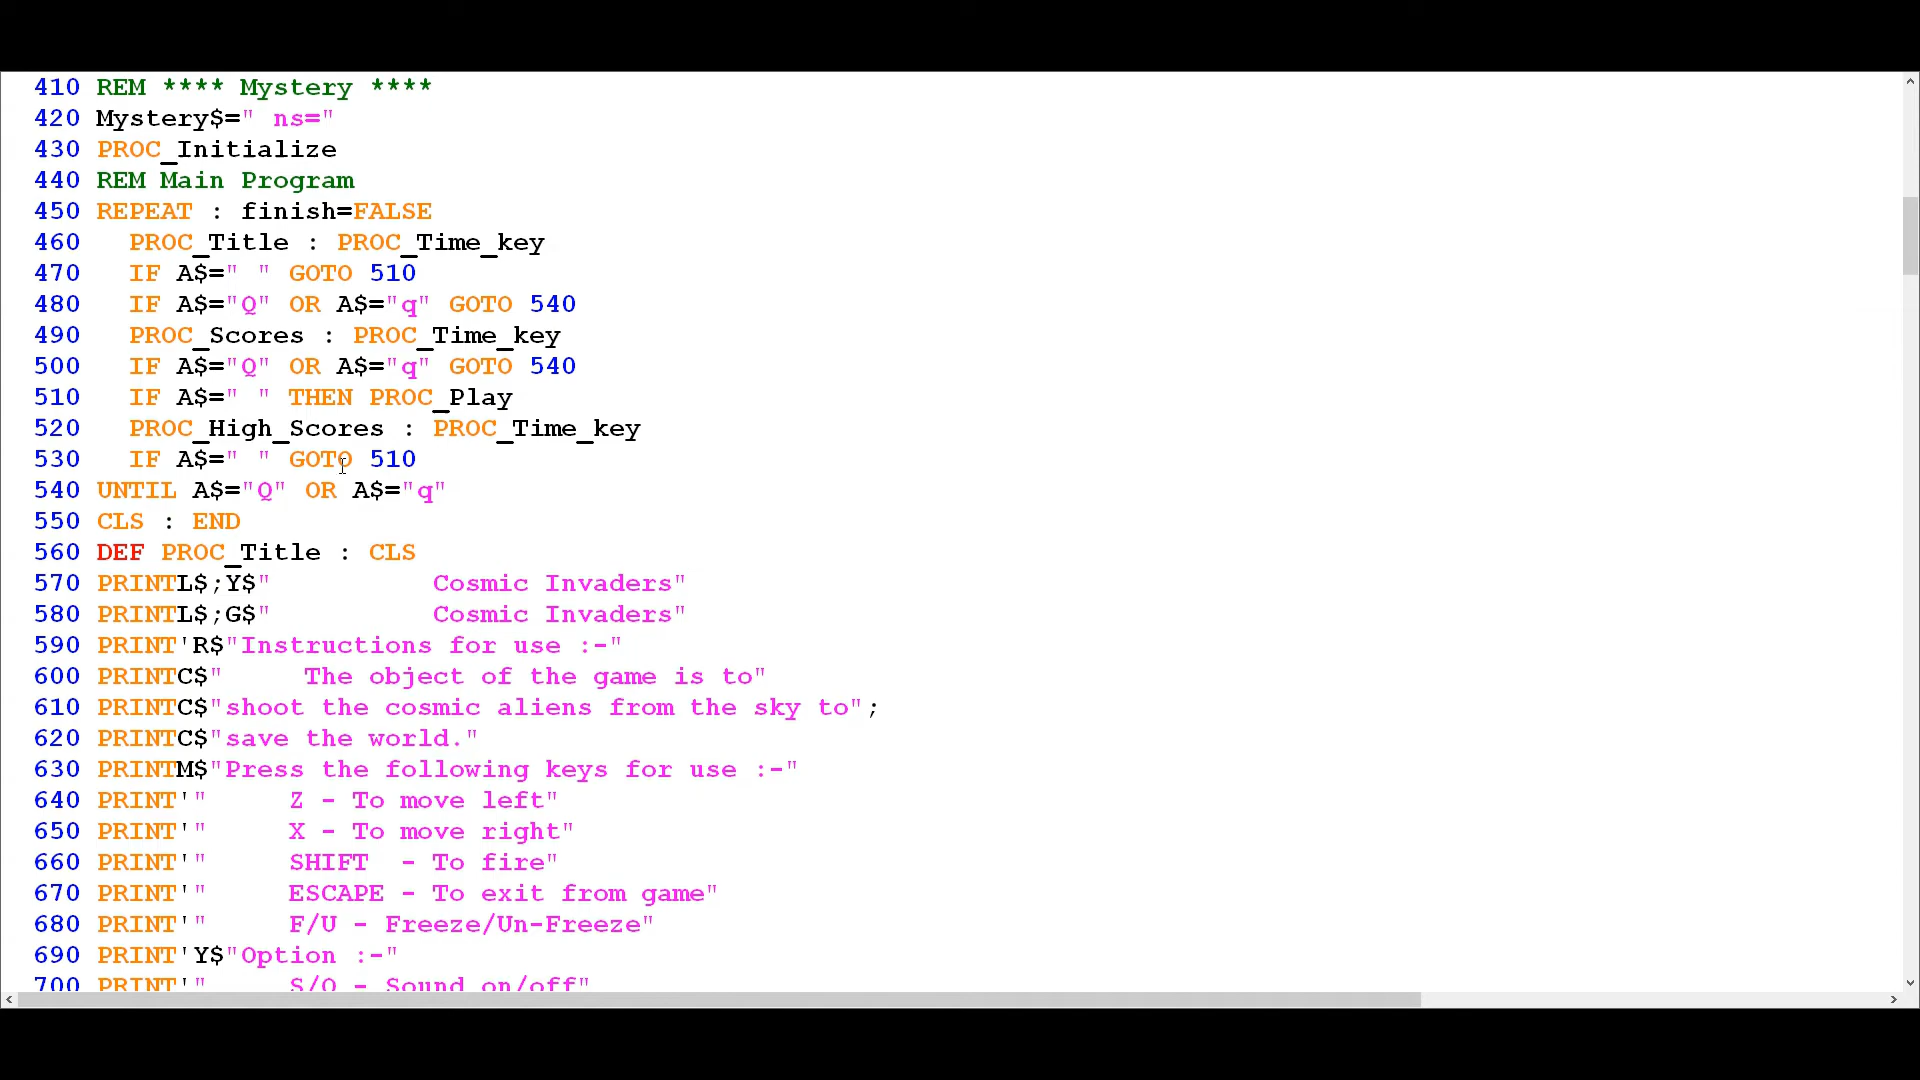 410 REM **** Mystery ****
420 Mystery$=" ns="
430 PROC_Initialize
440 REM Main Program
450 REPEAT : finish=FALSE
460   PROC_Title : PROC_Time_key
470   IF A$=" " GOTO 510
480   IF A$="Q" OR A$="q" GOTO 540
490   PROC_Scores : PROC_Time_key
500   IF A$="Q" OR A$="q" GOTO 540
510   IF A$=" " THEN PROC_Play
520   PROC_High_Scores : PROC_Time_key
530   IF A$=" " GOTO 510
540 UNTIL A$="Q" OR A$="q"
550 CLS : END
560 DEF PROC_Title : CLS
570 PRINTL$;Y$"          Cosmic Invaders"
580 PRINTL$;G$"          Cosmic Invaders"
590 PRINT'R$"Instructions for use :-"
600 PRINTC$"     The object of the game is to"
610 PRINTC$"shoot the cosmic aliens from the sky to";
620 PRINTC$"save the world."
630 PRINTM$"Press the following keys for use :-"
640 PRINT'"     Z - To move left"
650 PRINT'"     X - To move right"
660 PRINT'"     SHIFT  - To fire"
670 PRINT'"     ESCAPE - To exit from game"
680 PRINT'"     F/U - Freeze/Un-Freeze"
690 PRINT'Y$"Option :-"
700 PRINT'"     S/Q - Sound on/off"